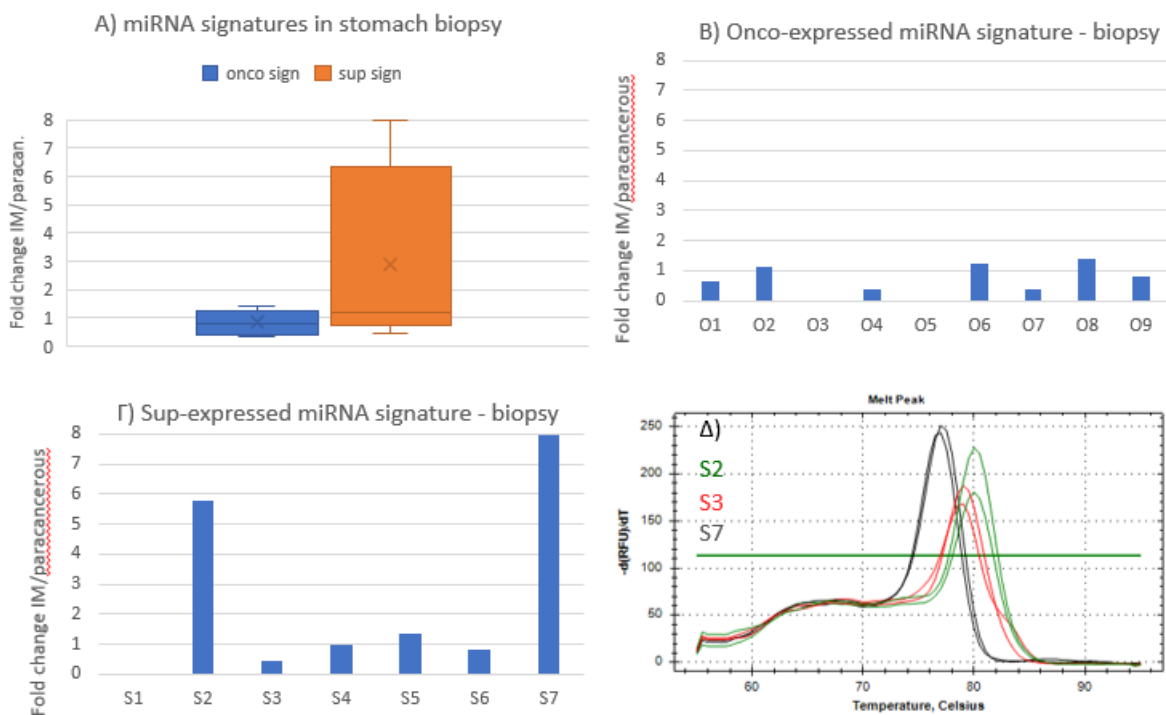 A) miRNA signatures in stomach biopsy
onco sign sup sign
Fold change IM/paracan.
8
7
6
5
4
3
2
1
0
B) Onco-expressed miRNA signature - biopsy
Fold change IM/paracancerous
8
7
6
5
4
3
2
1
0
O1 O2 O3 O4 O5 O6 O7 O8 O9
Γ) Sup-expressed miRNA signature - biopsy
Fold change IM/paracancerous
8
7
6
5
4
3
2
1
0
S1 S2 S3 S4 S5 S6 S7
Melt Peak
Δ)
S2
S3
S7
-d(RFU)/dT
250
200
150
100
50
0
60 70 80 90
Temperature, Celsius